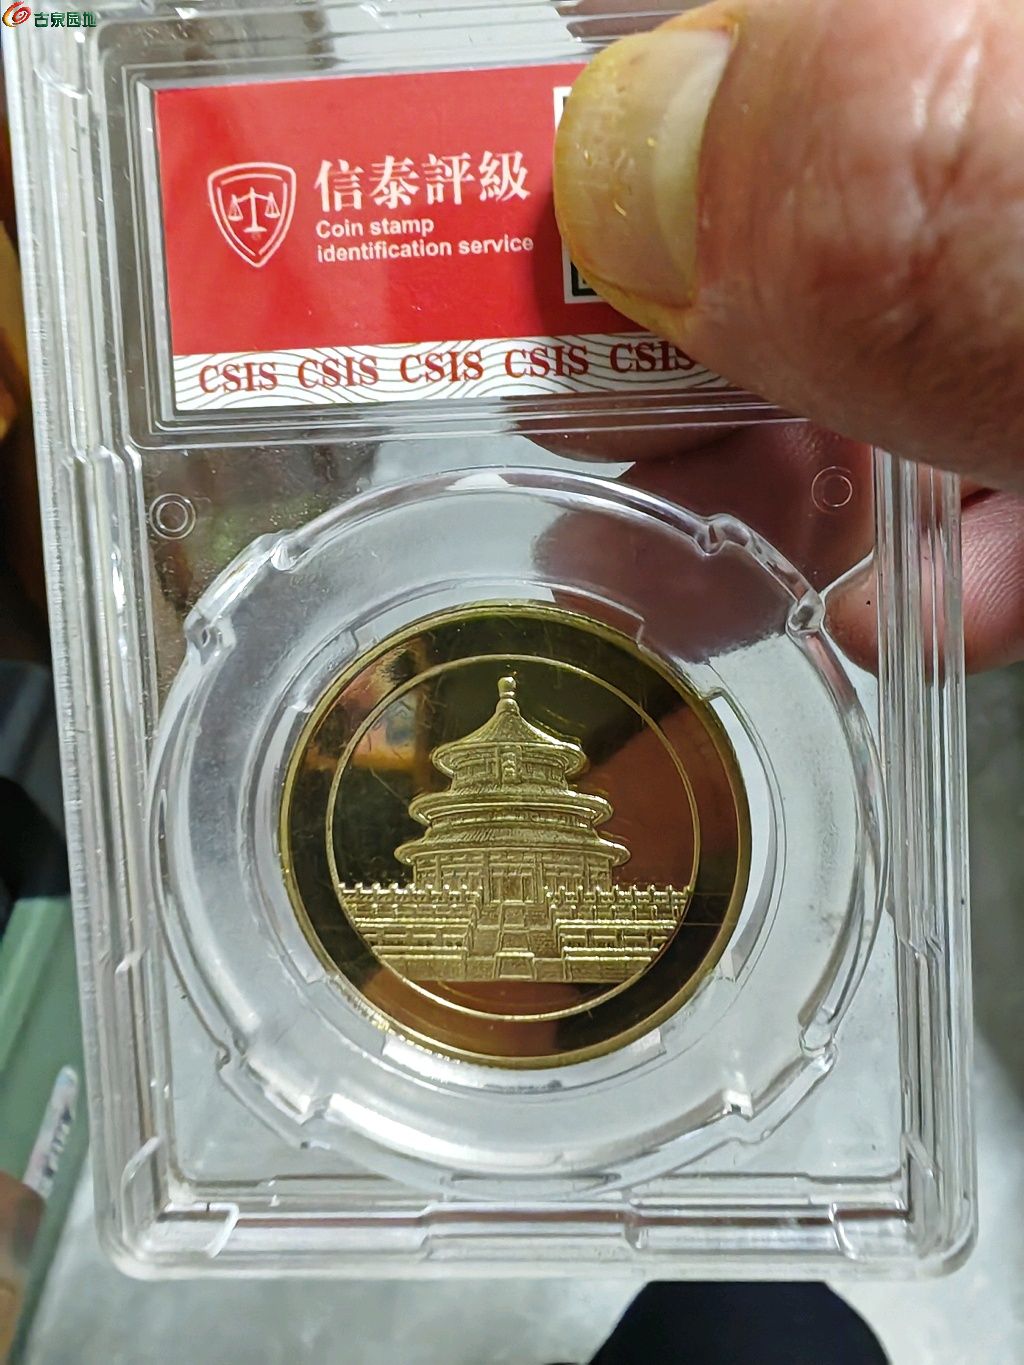 古泉园地
信泰評級
Coin stamp
identification service
CSIS CSIS CSIS CSIS CSIS